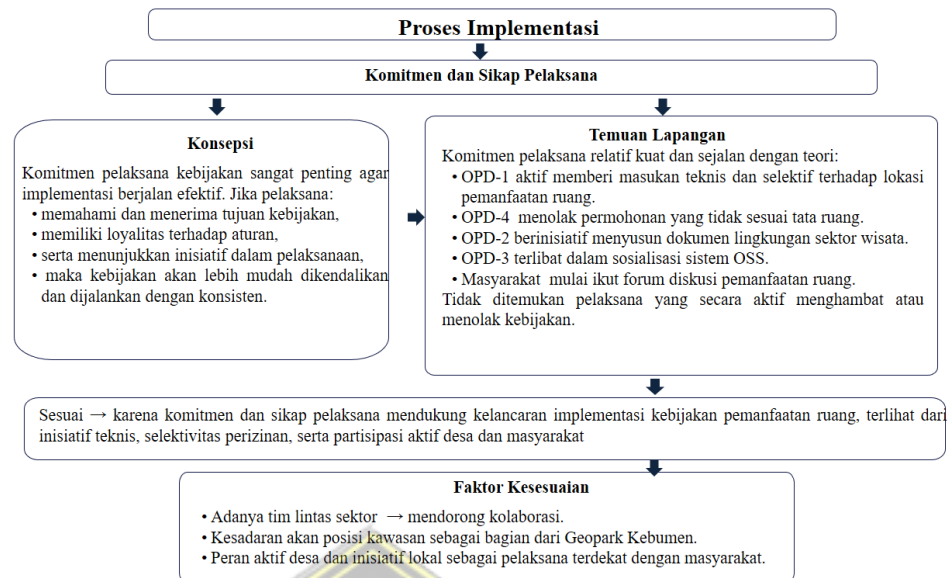 Proses Implementasi
Komitmen dan Sikap Pelaksana
Konsepsi
Komitmen pelaksana kebijakan sangat penting agar
implementasi berjalan efektif. Jika pelaksana:
• memahami dan menerima tujuan kebijakan,
• memiliki loyalitas terhadap aturan,
• serta menunjukkan inisiatif dalam pelaksanaan,
• maka kebijakan akan lebih mudah dikendalikan
dan dijalankan dengan konsisten.
Temuan Lapangan
Komitmen pelaksana relatif kuat dan sejalan dengan teori:
• OPD-1 aktif memberi masukan teknis dan selektif terhadap lokasi
pemanfaatan ruang.
• OPD-4 menolak permohonan yang tidak sesuai tata ruang.
• OPD-2 berinisiatif menyusun dokumen lingkungan sektor wisata.
• OPD-3 terlibat dalam sosialisasi sistem OSS.
• Masyarakat mulai ikut forum diskusi pemanfaatan ruang.
Tidak ditemukan pelaksana yang secara aktif menghambat atau
menolak kebijakan.
Sesuai → karena komitmen dan sikap pelaksana mendukung kelancaran implementasi kebijakan pemanfaatan ruang, terlihat dari
inisiatif teknis, selektivitas perizinan, serta partisipasi aktif desa dan masyarakat
Faktor Kesesuaian
• Adanya tim lintas sektor → mendorong kolaborasi.
• Kesadaran akan posisi kawasan sebagai bagian dari Geopark Kebumen.
• Peran aktif desa dan inisiatif lokal sebagai pelaksana terdekat dengan masyarakat.